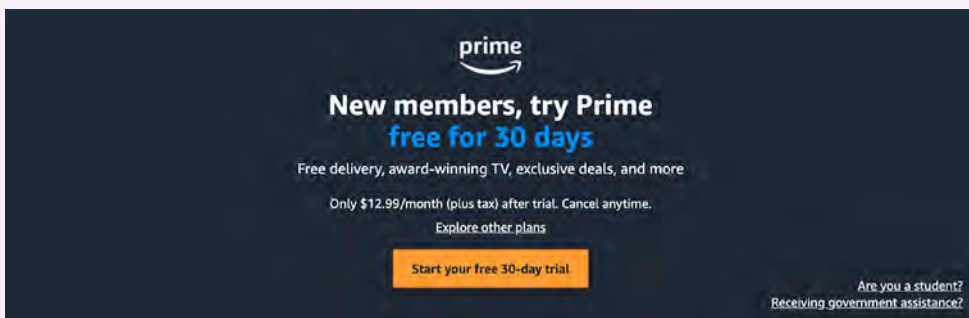 prime
New members, try Prime
free for 30 days
Free delivery, award-winning TV, exclusive deals, and more
Only $12.99/month (plus tax) after trial. Cancel anytime.
Explore other plans
Start your free 30-day trial
Are you a student?
Receiving government assistance?